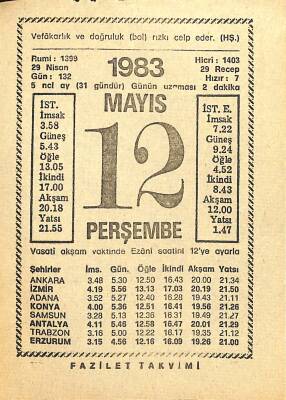 Vefâkârlık ve doğruluk (bol) rızkı celp eder. (HŞ.)
Rumi : 1399
29 Nisan
Gün : 132
1983
Hicri : 1403
29 Recep
Hızır : 7
5 nci ay (31 gündür) Günün uzaması 2 dakika
MAYIS
12
PERŞEMBE
İST.
İmsak
3.58
Güneş
5.43
Öğle
13.05
İkindi
17.00
Akşam
20.18
Yatsı
21.55
İST. E.
İmsak
7.22
Güneş
9.24
Öğle
4.52
İkindi
8.43
Akşam
12.00
Yatsı
1.47
Vasati akşam vaktinde Ezâni saatini 12'ye ayarla
Şehirler İms. Gün. Öğle İkindi Akşam Yatsı
ANKARA 3.48 5.30 12.50 16.43 20.00 21.34
İZMİR 4.19 5.56 13.13 17.03 20.19 21.50
ADANA 3.52 5.27 12.40 16.28 19.43 21.11
KONYA 4.00 5.36 12.51 16.41 19.56 21.26
SAMSUN 3.28 5.13 12.36 16.31 19.49 21.27
ANTALYA 4.11 5.46 12.58 16.47 20.01 21.29
TRABZON 3.16 5.00 12.22 16.17 19.35 21.12
ERZURUM 3.15 4.56 12.16 16.09 19.26 21.00
FAZİLET TAKVİMİ